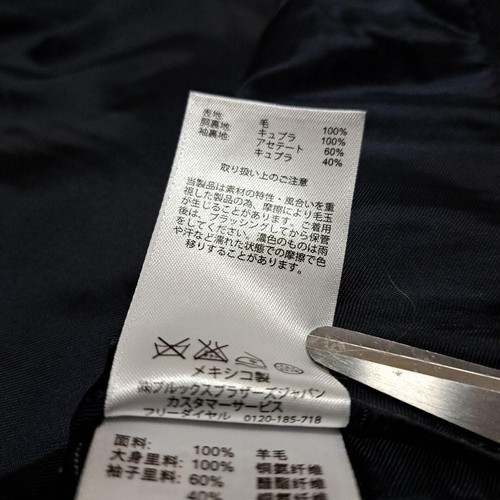 表地: 毛 100%
胴裏地: キュプラ 100%
袖裏地: アセテート 60%
キュプラ 40%
取り扱い上のご注意
当製品は素材の特性・風合いを重
視した製品の為、摩擦により毛玉
が生じることがあります。ご着用
後は、ブラッシングしてから保管
をしてください。濃色のものは雨
や汗など濡れた状態での摩擦で色
移りすることがあります。
メキシコ製
㈱ブルックスブラザーズジャパン
カスタマーサービス
フリーダイヤル 0120-185-718
面料: 100% 羊毛
大身里料: 100% 铜氨纤维
袖子里料: 60% 醋酯纤维
40% 铜氨纤维